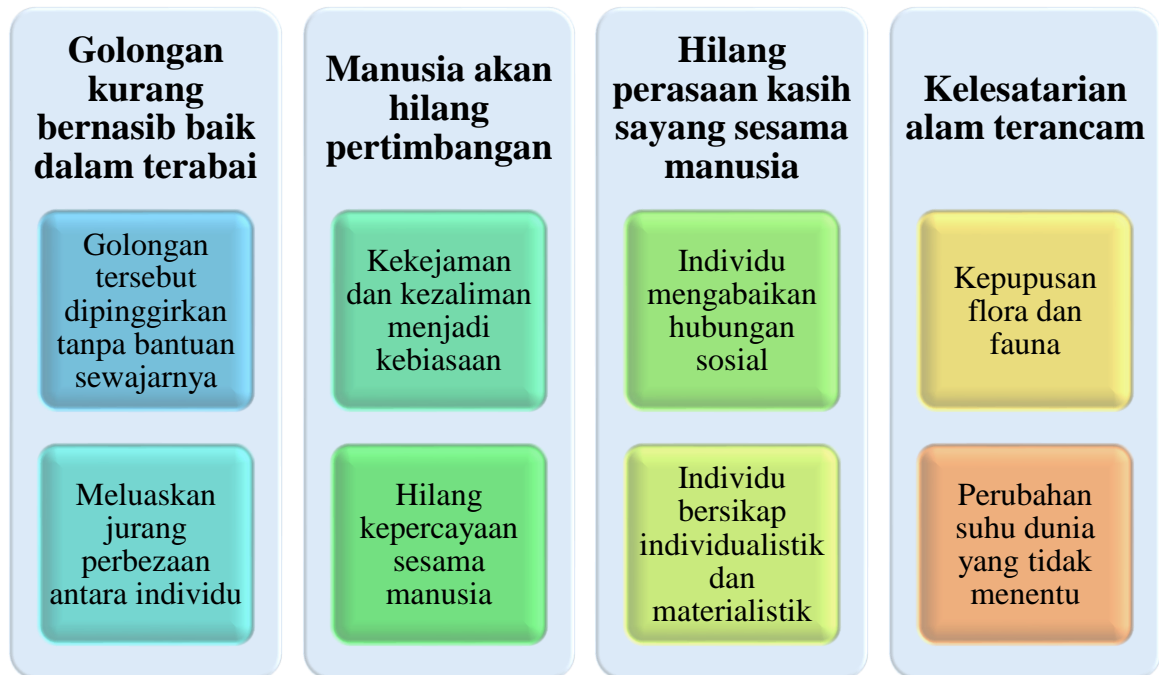 Golongan
kurang
bernasib baik
dalam terabai
Golongan
tersebut
dipinggirkan
tanpa bantuan
sewajarnya
Meluaskan
jurang
perbezaan
antara individu
Manusia akan
hilang
pertimbangan
Kekejaman
dan kezaliman
menjadi
kebiasaan
Hilang
kepercayaan
sesama
manusia
Hilang
perasaan kasih
sayang sesama
manusia
Individu
mengabaikan
hubungan
sosial
Individu
bersikap
individualistik
dan
materialistik
Kelesatarian
alam terancam
Kepupusan
flora dan
fauna
Perubahan
suhu dunia
yang tidak
menentu